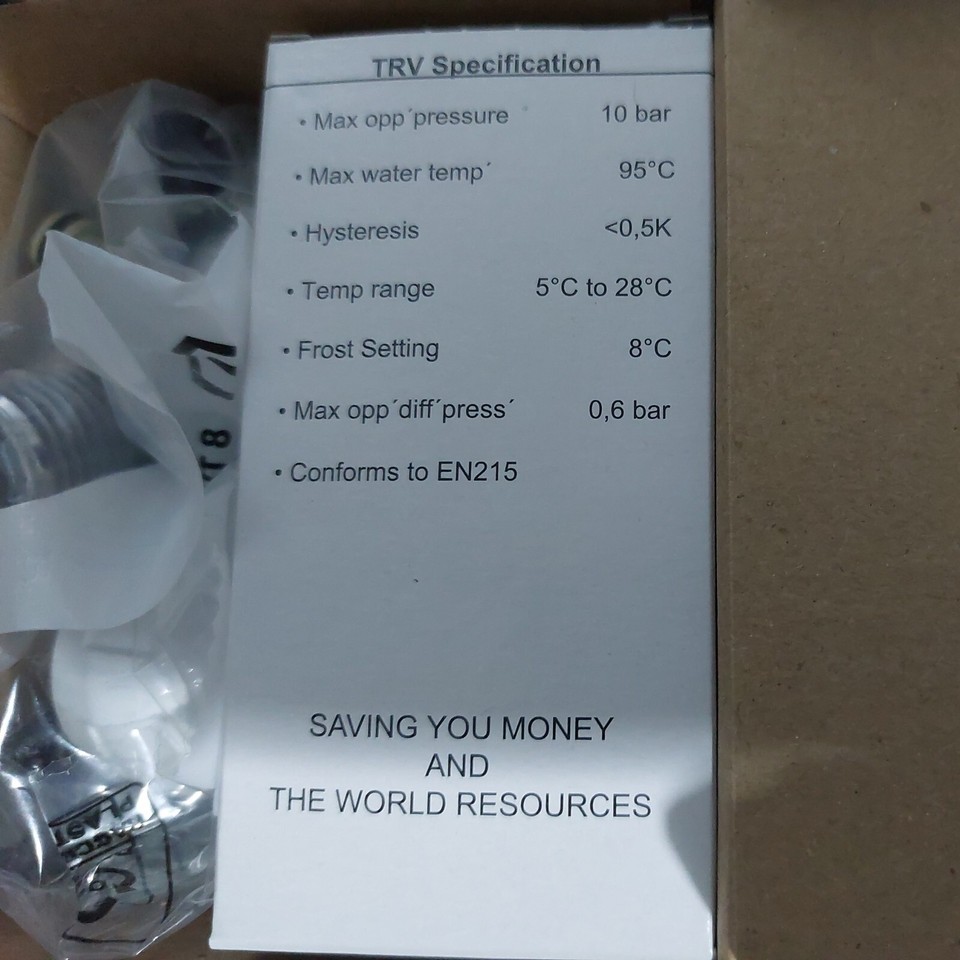 TRV Specification
• Max opp´pressure 10 bar
• Max water temp´ 95°C
• Hysteresis <0,5K
• Temp range 5°C to 28°C
• Frost Setting 8°C
• Max opp´diff´press´ 0,6 bar
• Conforms to EN215
SAVING YOU MONEY
AND
THE WORLD RESOURCES
8